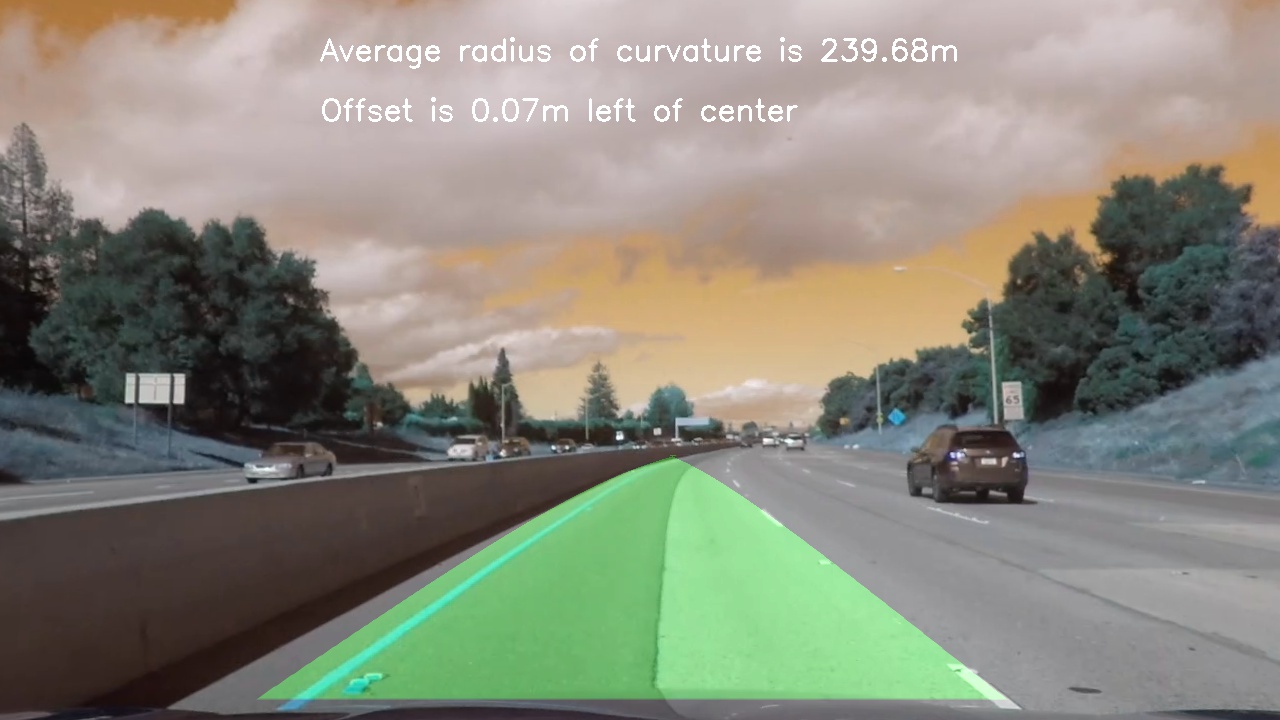 Average radius of curvature is 239.68m
Offset is 0.07m left of center
65